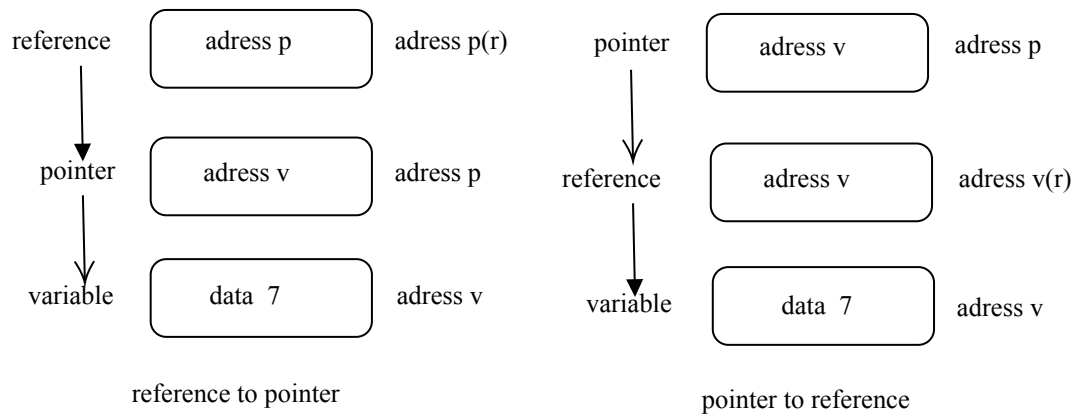 reference
adress p
adress p(r)
pointer
adress v
adress p
variable
data 7
adress v
reference to pointer
pointer
adress v
adress p
reference
adress v
adress v(r)
variable
data 7
adress v
pointer to reference